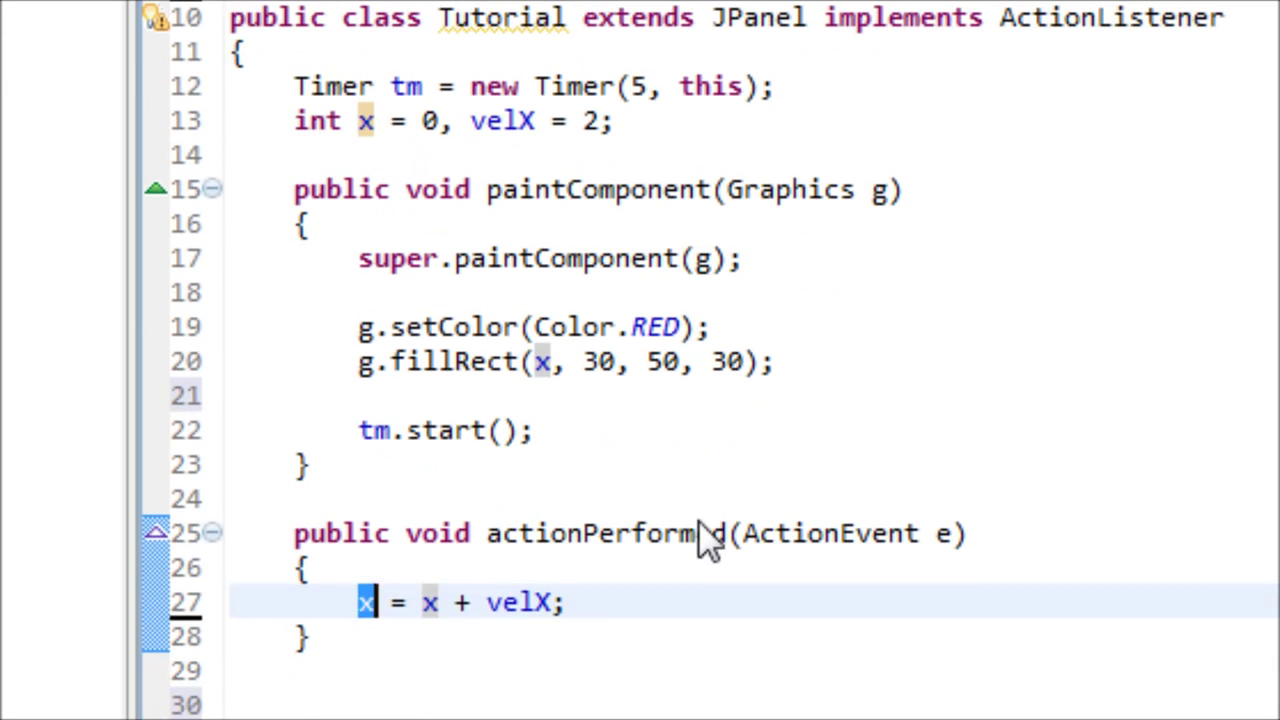 10 public class Tutorial extends JPanel implements ActionListener
11 {
12 Timer tm = new Timer(5, this);
13 int x = 0, velX = 2;
14
15 public void paintComponent(Graphics g)
16 {
17 super.paintComponent(g);
18
19 g.setColor(Color.RED);
20 g.fillRect(x, 30, 50, 30);
21
22 tm.start();
23 }
24
25 public void actionPerformed(ActionEvent e)
26 {
27 x = x + velX;
28 }
29
30